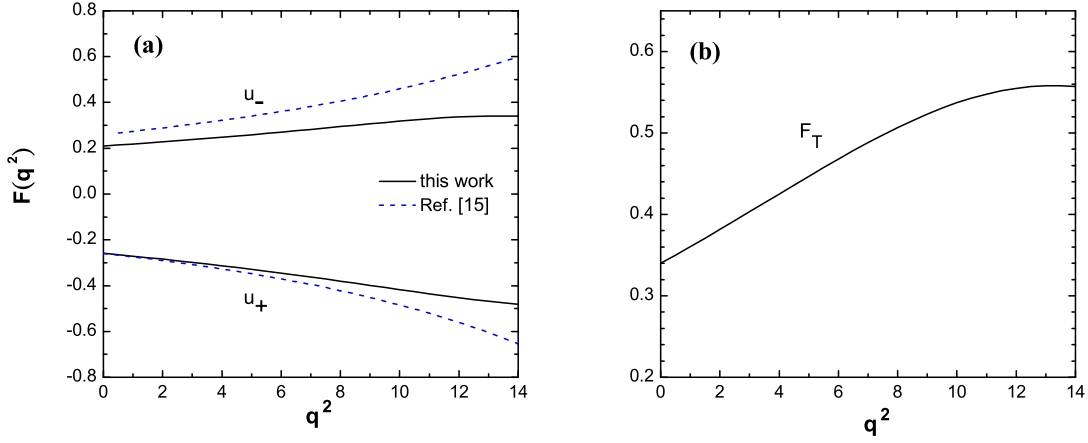 (a)
0.8
0.6
0.4
0.2
0.0
-0.2
-0.4
-0.6
-0.8
F(q²)
u₋
this work
Ref. [15]
u₊
0 2 4 6 8 10 12 14
q²
(b)
0.6
0.5
0.4
0.3
0.2
F_T
0 2 4 6 8 10 12 14
q²